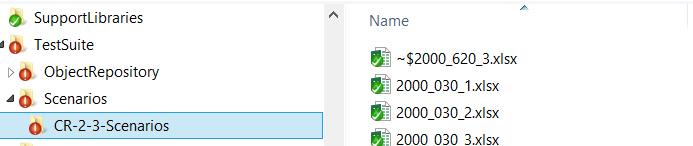 SupportLibraries
TestSuite
ObjectRepository
Scenarios
CR-2-3-Scenarios
Name
~$2000_620_3.xlsx
2000_030_1.xlsx
2000_030_2.xlsx
2000_030_3.xlsx